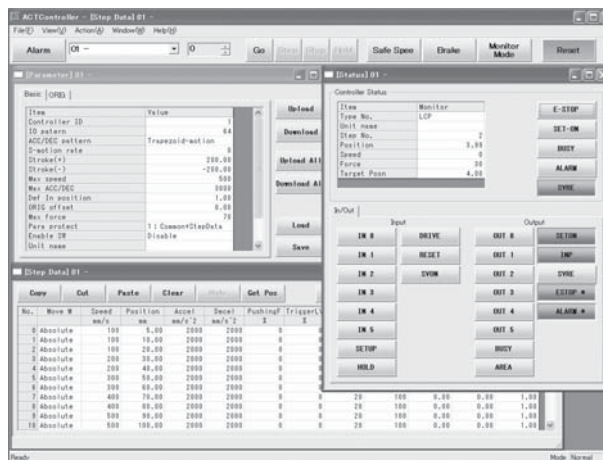 ACTController - [Step Data] 01 -
File(F) View(V) Action(A) Window(W) Help(H)
Alarm 01 - 0 Go Step Stop Hold Safe Spee Brake Monitor Mode Reset
[Parameter] 01 -
Basic ORIG
Item Value
Controller ID 1
IO patern 64
ACC/DEC pattern Trapezoid-motion
S-motion rate 0
Stroke(+) 200.00
Stroke(-) -200.00
Max speed 500
Max ACC/DEC 3000
Def In position 1.00
ORIG offset 0.00
Max force 70
Para protect 1: Common+StepData
Enable SW Disable
Unit name
Upload
Download
Upload All
Download Al
Load
Save
[Status] 01 -
Controller Status
Item Monitor
Type No. LCP
Unit name
Step No. 2
Position 3.99
Speed 0
Force 30
Target Posn 4.00
E-STOP
SET-ON
BUSY
ALARM
SVRE
In/Out
Input Output
IN 0 DRIVE OUT 0 SETON
IN 1 RESET OUT 1 INP
IN 2 SVON OUT 2 SVRE
IN 3 OUT 3 ESTOP *
IN 4 OUT 4 ALARM *
IN 5 OUT 5
SETUP BUSY
HOLD AREA
[Step Data] 01 -
Copy Cut Paste Clear Get Pos
No. Move M Speed Position Accel Decel PushingF TriggerLV
mm/s mm mm/s^2 mm/s^2 % %
0 Absolute 100 5.00 2000 2000 0 0
1 Absolute 100 10.00 2000 2000 0 0
2 Absolute 100 20.00 2000 2000 0 0
3 Absolute 200 30.00 2000 2000 0 0
4 Absolute 200 40.00 2000 2000 0 0
5 Absolute 300 50.00 2000 2000 0 0
6 Absolute 300 60.00 2000 2000 0 0
7 Absolute 400 70.00 2000 2000 0 0 20 100 0.00 0.00 1.00
8 Absolute 400 80.00 2000 2000 0 0 20 100 0.00 0.00 1.00
9 Absolute 500 90.00 2000 2000 0 0 20 100 0.00 0.00 1.00
10 Absolute 500 100.00 2000 2000 0 0 20 100 0.00 0.00 1.00
Ready Mode Normal